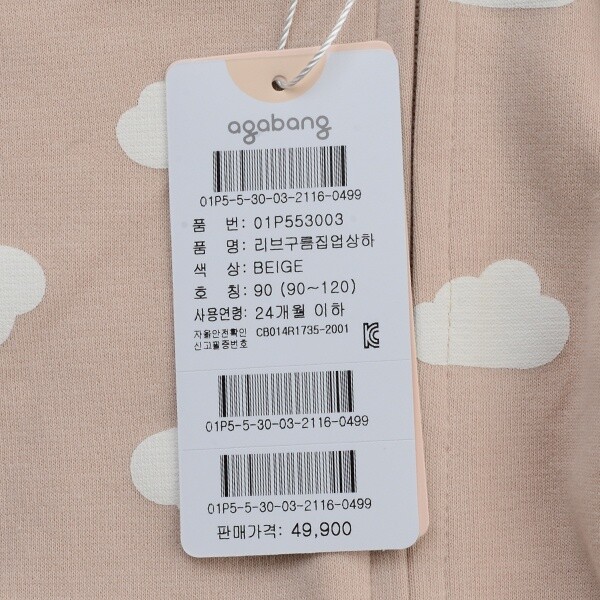 agabang
01P5-5-30-03-2116-0499
품 번: 01P553003
품 명: 리브구름집업상하
색 상: BEIGE
호 칭: 90 (90~120)
사용연령: 24개월 이하
자율안전확인 CB014R1735-2001
신고필증번호
01P5-5-30-03-2116-0499
01P5-5-30-03-2116-0499
판매가격: 49,900